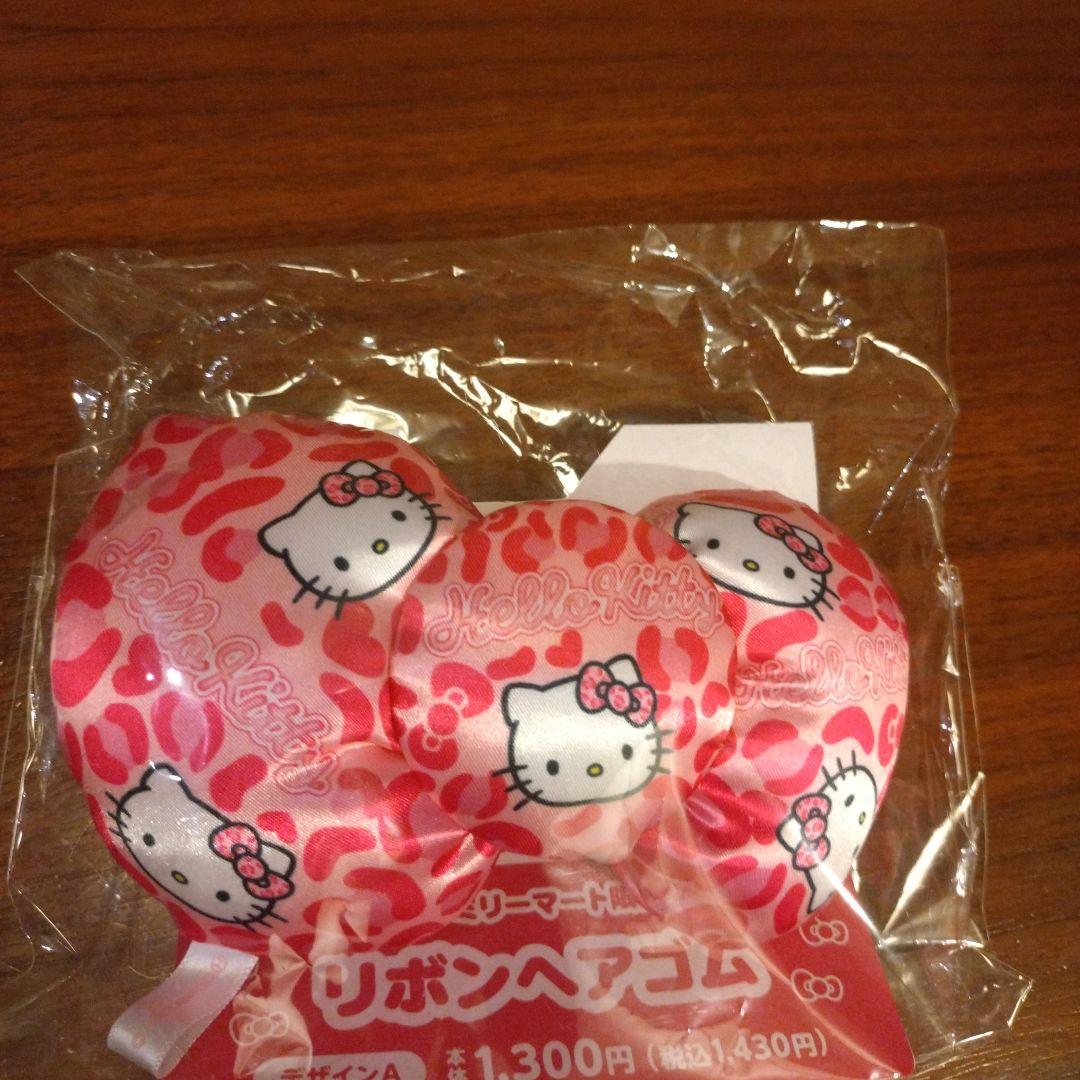 Hello Kitty
Hello Kitty
Hello Kitty
ミリーマート
リボンヘアゴム
デザインA
本体1,300円(税込1,430円)